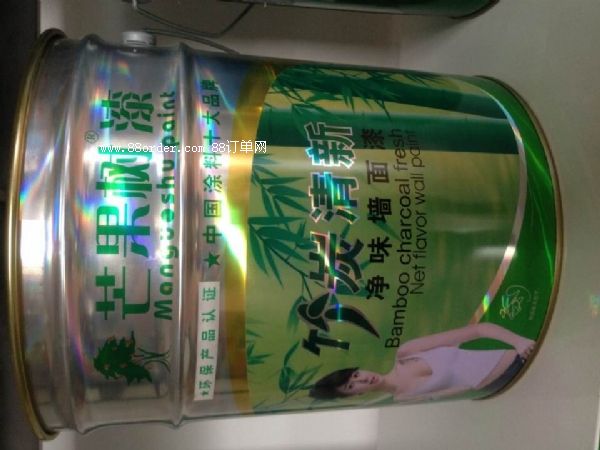 芒果树漆®
Mangueshu paint
★环保产品认证 ★中国涂料十大品牌
竹炭清新
净味墙面漆
Bamboo charcoal fresh
Net flavor wall paint
www.88order.com 88订单网